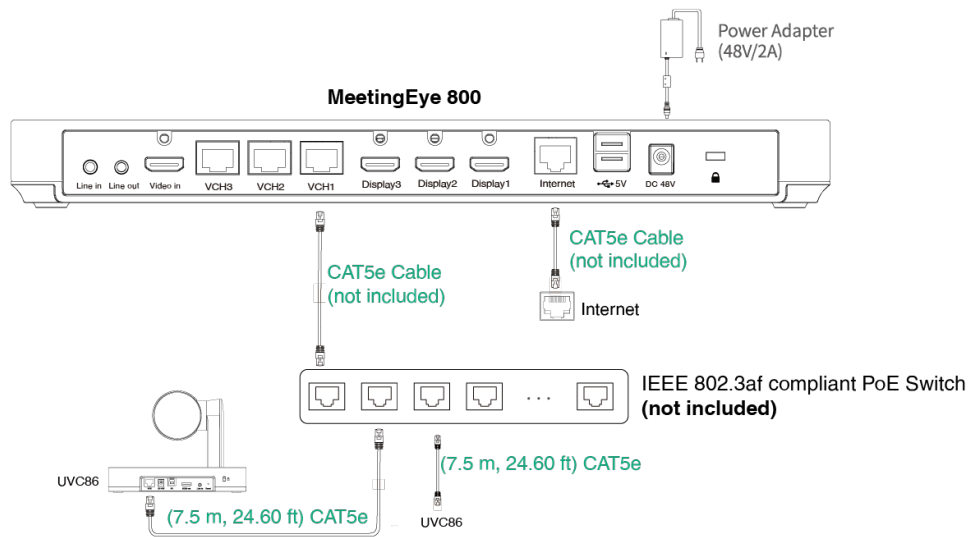 Power Adapter
(48V/2A)
MeetingEye 800
Line in Line out Video in VCH3 VCH2 VCH1 Display3 Display2 Display1 Internet 5V DC 48V
CAT5e Cable
(not included)
CAT5e Cable
(not included)
Internet
IEEE 802.3af compliant PoE Switch
(not included)
...
UVC86
(7.5 m, 24.60 ft) CAT5e
(7.5 m, 24.60 ft) CAT5e
UVC86